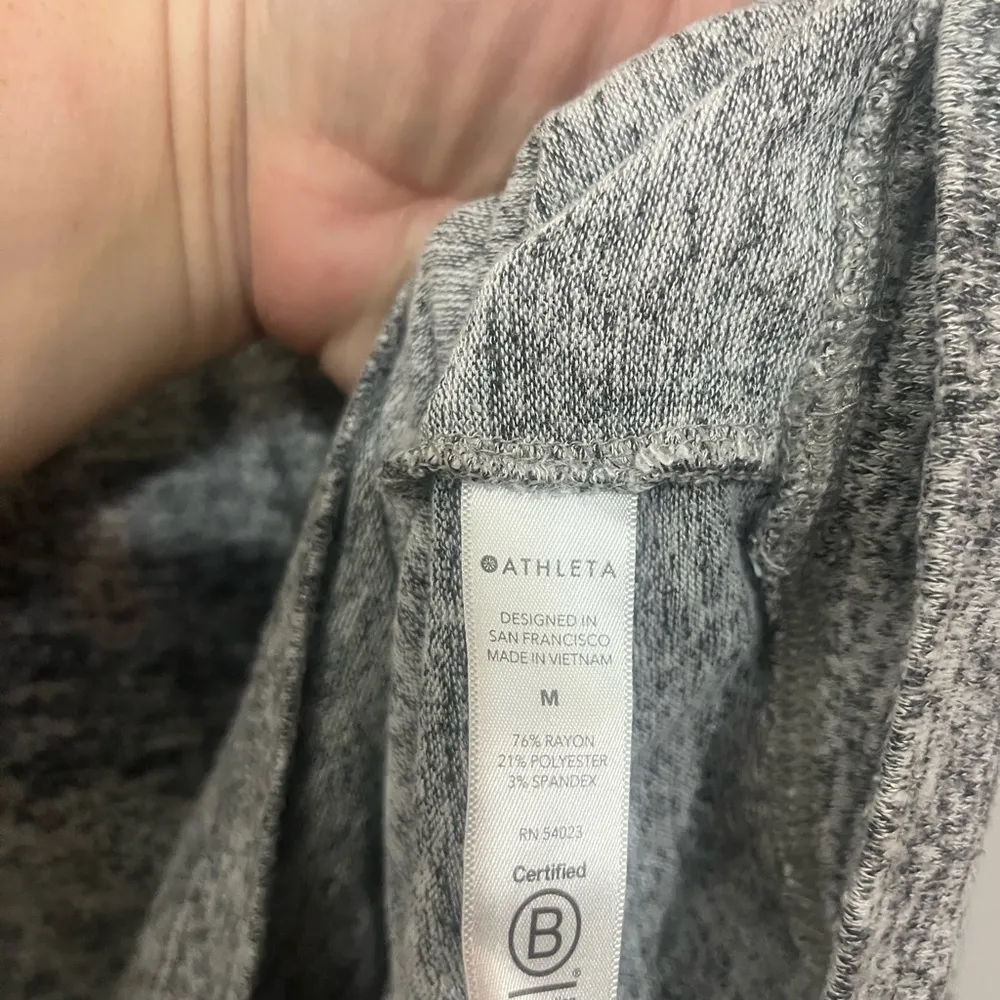 ATHLETA
DESIGNED IN
SAN FRANCISCO
MADE IN VIETNAM
M
76% RAYON
21% POLYESTER
3% SPANDEX
RN 54023
Certified
B
®